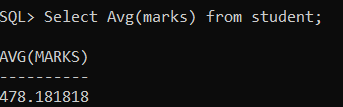 SQL> Select Avg(marks) from student;
AVG(MARKS)
----------
478.181818